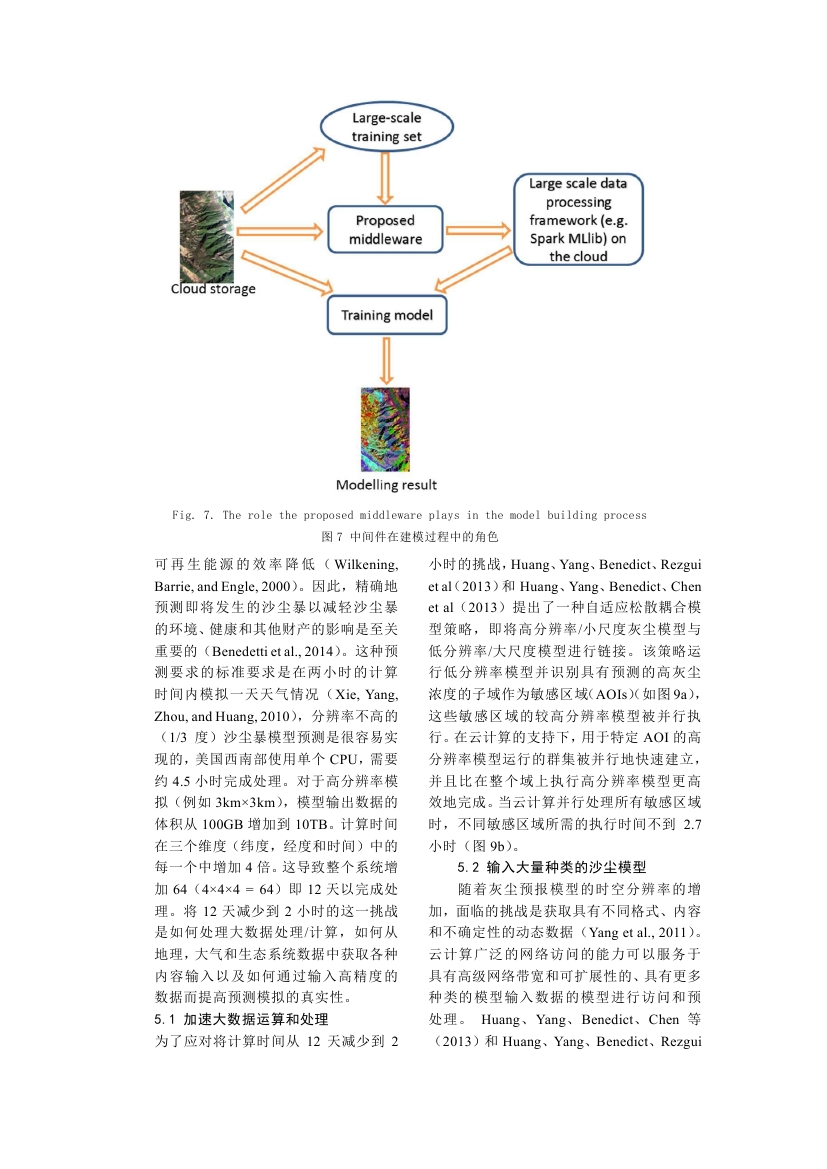 Large-scale
training set
Large scale data
processing
framework (e.g.
Spark MLlib) on
the cloud
Proposed
middleware
Cloud storage
Training model
Modelling result
Fig. 7. The role the proposed middleware plays in the model building process
图 7 中间件在建模过程中的角色
可再生能源的效率降低（Wilkening,
Barrie, and Engle, 2000）。因此，精确地
预测即将发生的沙尘暴以减轻沙尘暴
的环境、健康和其他财产的影响是至关
重要的（Benedetti et al., 2014）。这种预
测要求的标准要求是在两小时的计算
时间内模拟一天天气情况（Xie, Yang,
Zhou, and Huang, 2010），分辨率不高的
（1/3 度）沙尘暴模型预测是很容易实
现的，美国西南部使用单个 CPU，需要
约 4.5 小时完成处理。对于高分辨率模
拟（例如 3km×3km），模型输出数据的
体积从 100GB 增加到 10TB。计算时间
在三个维度（纬度，经度和时间）中的
每一个中增加 4 倍。这导致整个系统增
加 64（4×4×4 = 64）即 12 天以完成处
理。将 12 天减少到 2 小时的这一挑战
是如何处理大数据处理/计算，如何从
地理，大气和生态系统数据中获取各种
内容输入以及如何通过输入高精度的
数据而提高预测模拟的真实性。
5.1 加速大数据运算和处理
为了应对将计算时间从 12 天减少到 2
小时的挑战，Huang、Yang、Benedict、Rezgui
et al（2013）和 Huang、Yang、Benedict、Chen
et al（2013）提出了一种自适应松散耦合模
型策略，即将高分辨率/小尺度灰尘模型与
低分辨率/大尺度模型进行链接。该策略运
行低分辨率模型并识别具有预测的高灰尘
浓度的子域作为敏感区域（AOIs）（如图 9a），
这些敏感区域的较高分辨率模型被并行执
行。在云计算的支持下，用于特定 AOI 的高
分辨率模型运行的群集被并行地快速建立，
并且比在整个域上执行高分辨率模型更高
效地完成。当云计算并行处理所有敏感区域
时，不同敏感区域所需的执行时间不到 2.7
小时（图 9b）。
5.2 输入大量种类的沙尘模型
随着灰尘预报模型的时空分辨率的增
加，面临的挑战是获取具有不同格式、内容
和不确定性的动态数据（Yang et al., 2011）。
云计算广泛的网络访问的能力可以服务于
具有高级网络带宽和可扩展性的、具有更多
种类的模型输入数据的模型进行访问和预
处理。 Huang、Yang、Benedict、Chen 等
（2013）和 Huang、Yang、Benedict、Rezgui